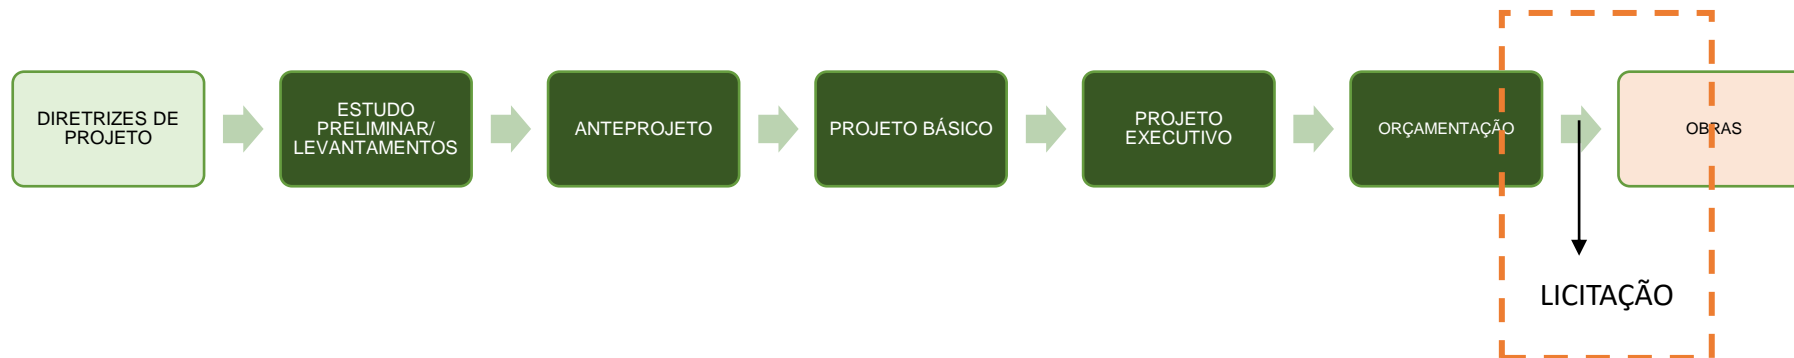 DIRETRIZES DE
PROJETO
ESTUDO
PRELIMINAR/
LEVANTAMENTOS
ANTEPROJETO
PROJETO BÁSICO
PROJETO
EXECUTIVO
ORÇAMENTAÇÃO
OBRAS
LICITAÇÃO